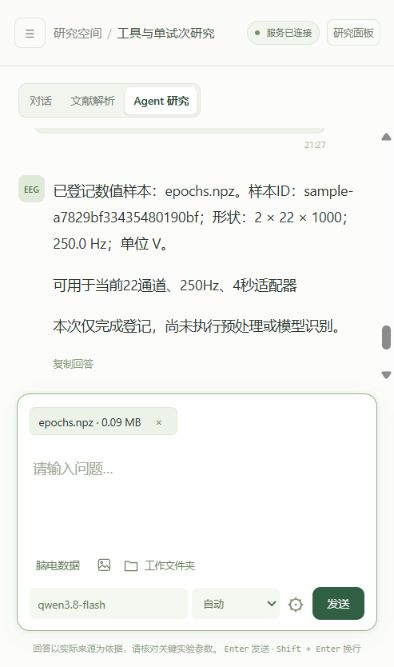 研究空间 / 工具与单试次研究
服务已连接
研究面板
对话
文献解析
Agent 研究
21:27
EEG
已登记数值样本：epochs.npz。样本ID：sample-
a7829bf33435480190bf；形状：2 × 22 × 1000；
250.0 Hz；单位 V。
可用于当前22通道、250Hz、4秒适配器
本次仅完成登记，尚未执行预处理或模型识别。
复制回答
epochs.npz · 0.09 MB ×
请输入问题...
脑电数据
工作文件夹
qwen3.8-flash
自动
发送
回答以实际来源为依据，请核对关键实验参数。 Enter 发送 · Shift + Enter 换行